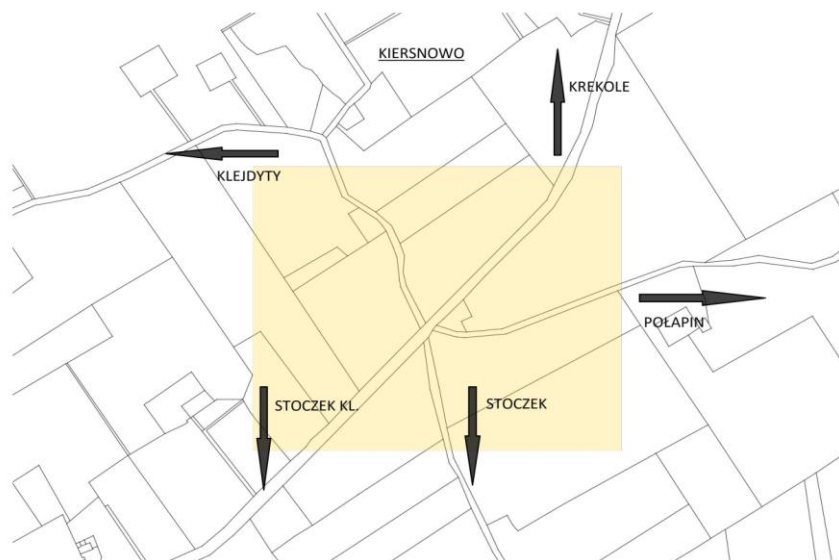 KIERSNOWO
KREKOLE
KLEJDYTY
POŁAPIN
STOCZEK KL.
STOCZEK